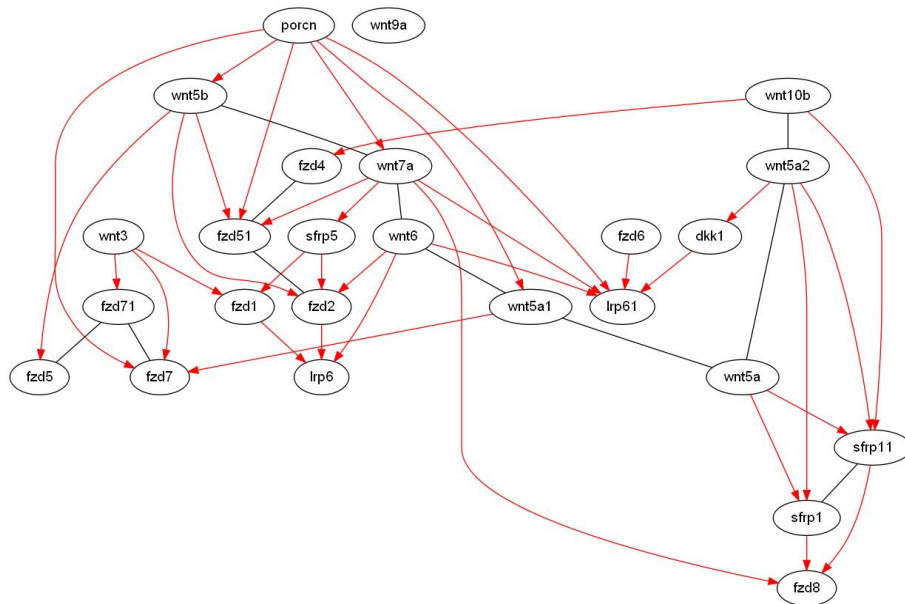 porcn
wnt9a
wnt5b
wnt10b
fzd4
wnt7a
wnt5a2
wnt3
fzd51
sfrp5
wnt6
fzd6
dkk1
fzd71
fzd1
fzd2
wnt5a1
lrp61
fzd5
fzd7
lrp6
wnt5a
sfrp11
sfrp1
fzd8